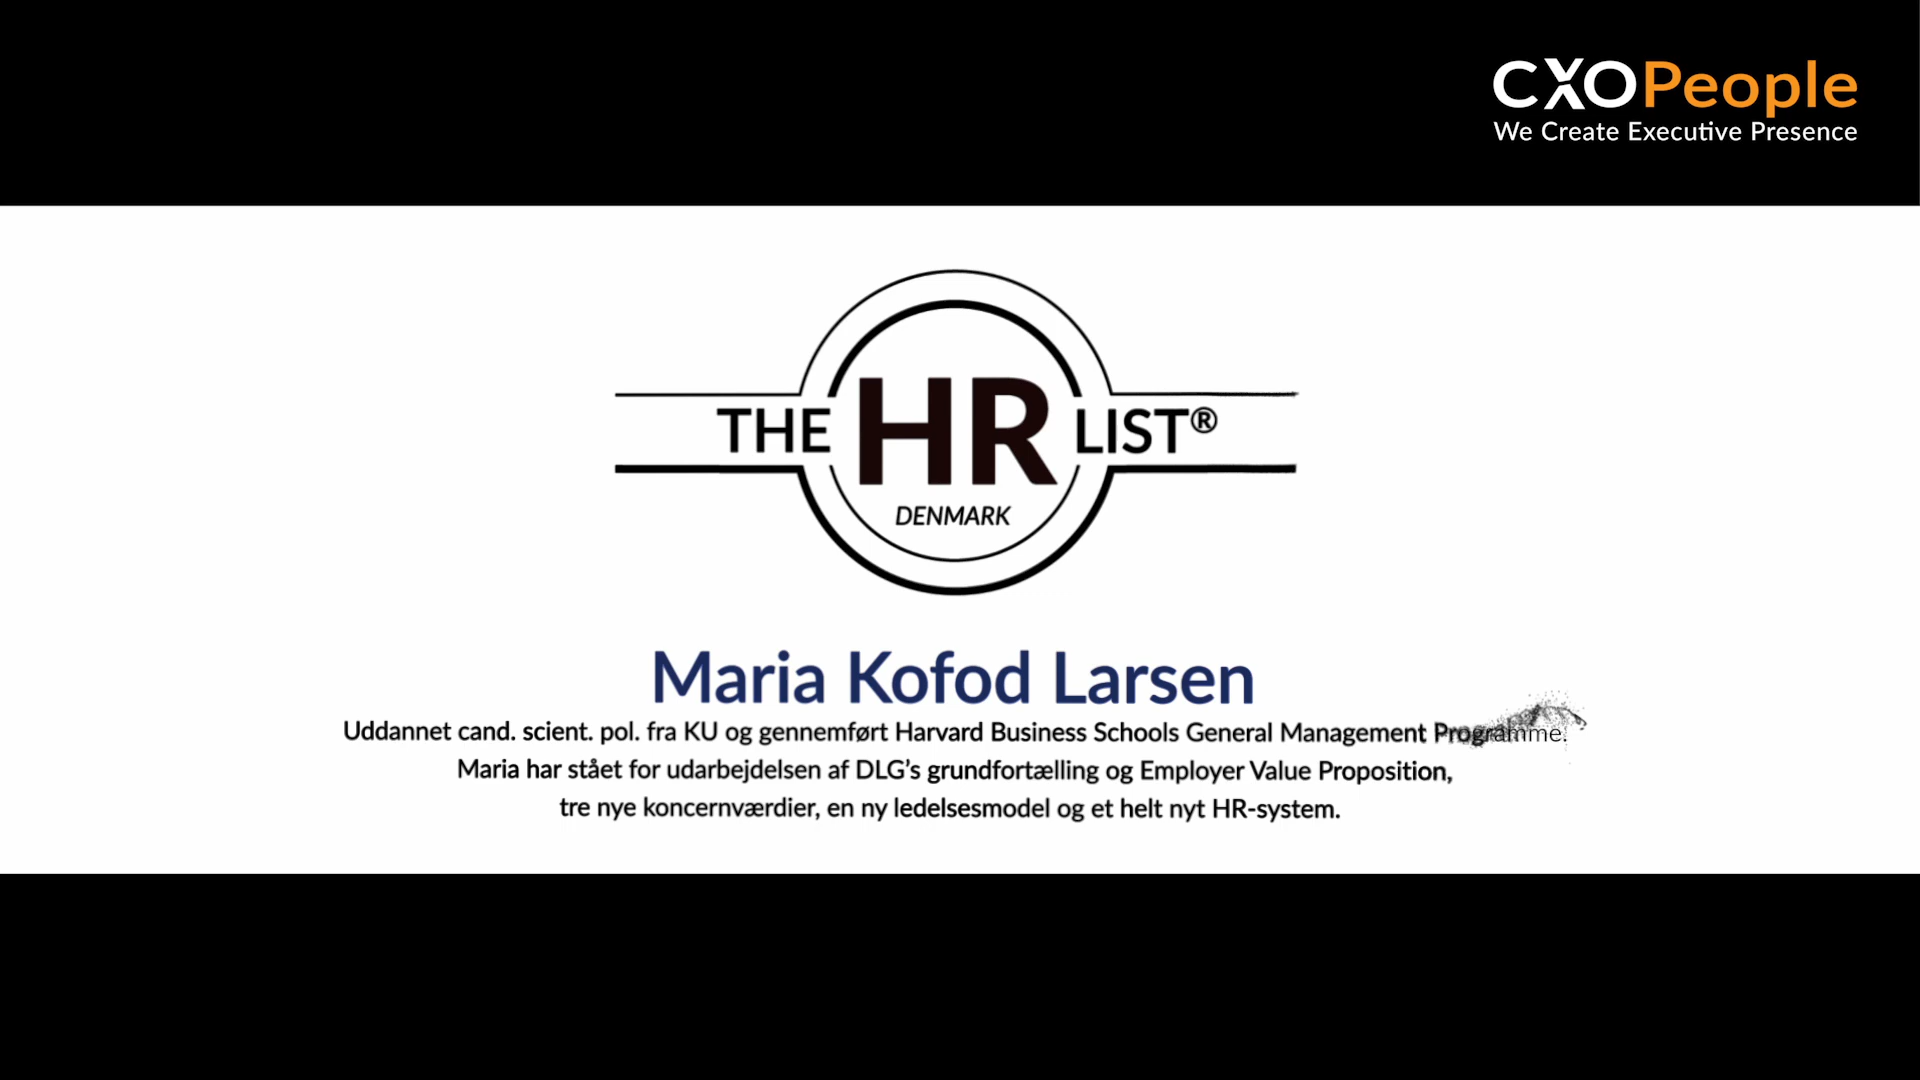 CXOPeople
We Create Executive Presence
THE HR LIST®
DENMARK
Maria Kofod Larsen
Uddannet cand. scient. pol. fra KU og gennemført Harvard Business Schools General Management Programme.
Maria har stået for udarbejdelsen af DLG’s grundfortælling og Employer Value Proposition,
tre nye koncernværdier, en ny ledelsesmodel og et helt nyt HR-system.